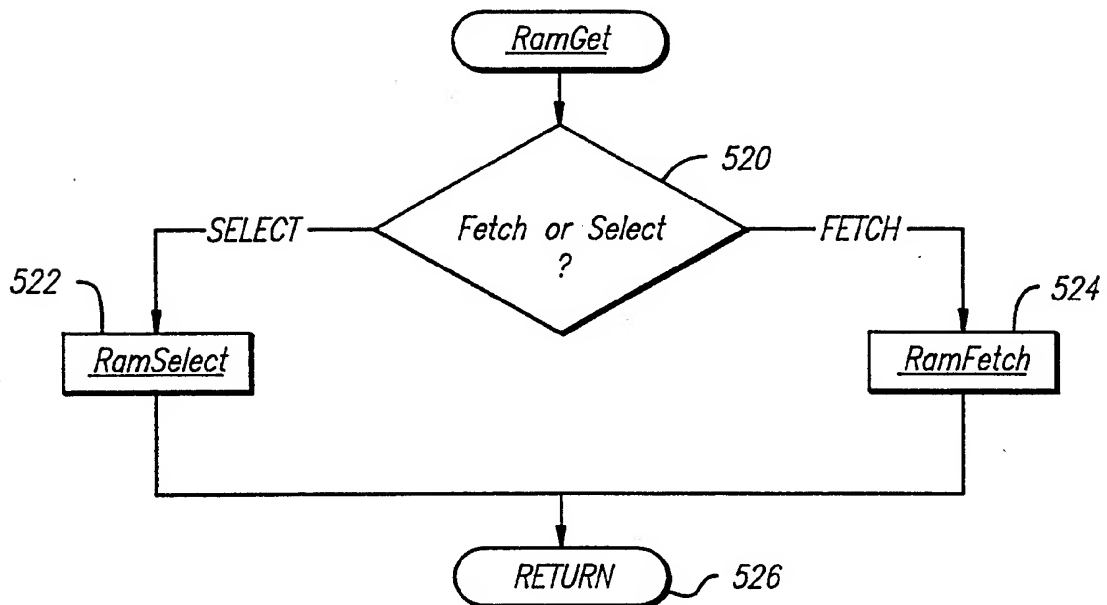 RamGet
520
Fetch or Select
?
SELECT
FETCH
522
524
RamSelect
RamFetch
RETURN
526